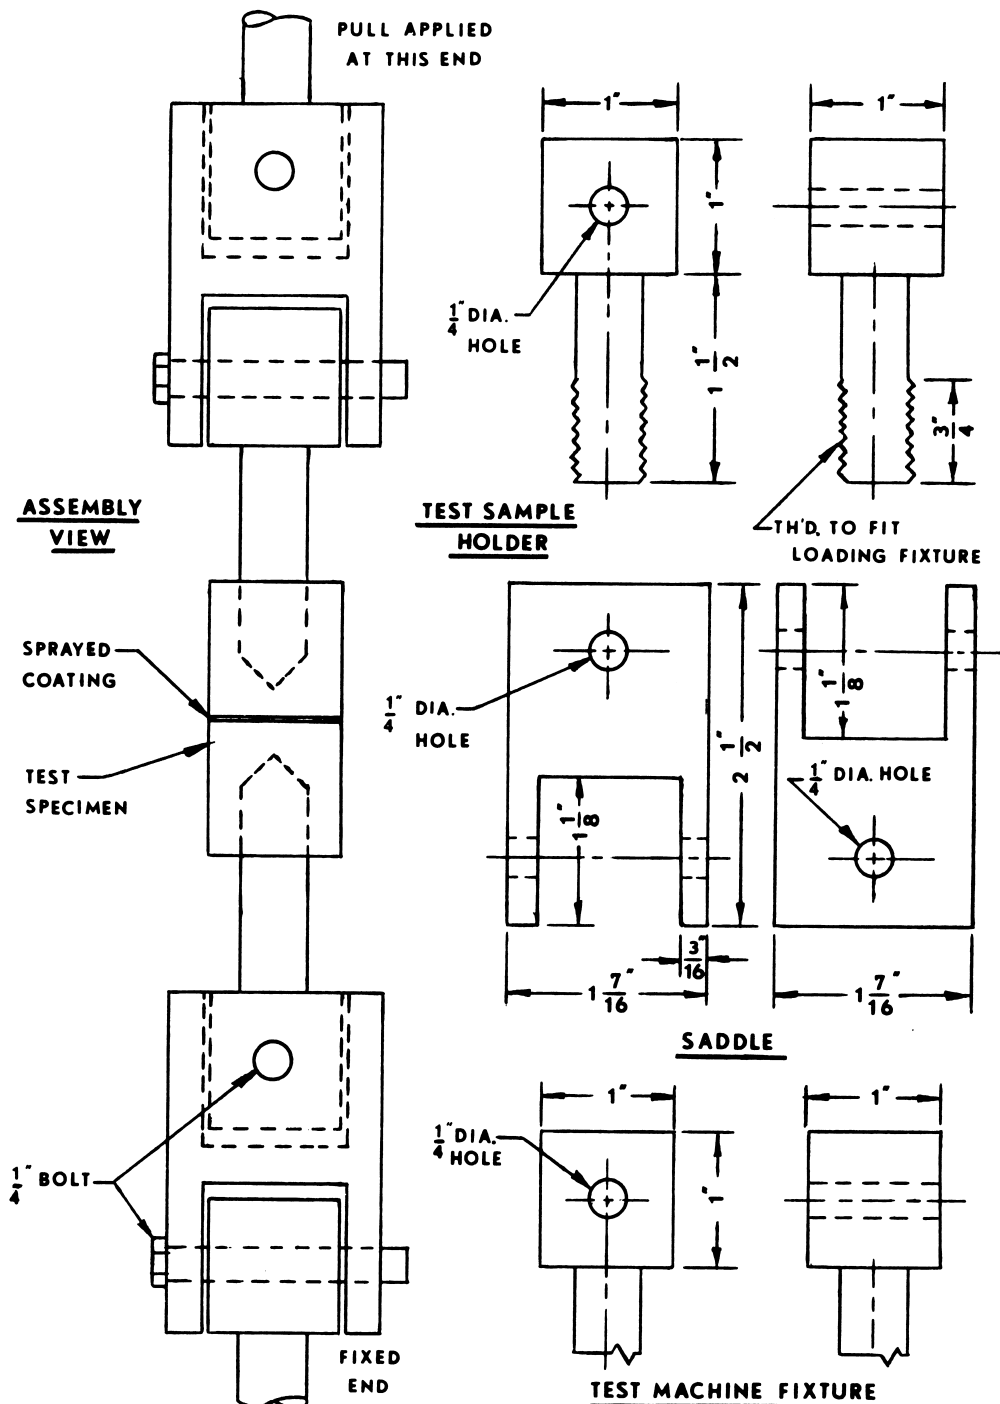 PULL APPLIED
AT THIS END
1"
1"
1"
1/4" DIA.
HOLE
1 1/2"
3/4"
ASSEMBLY
VIEW
TEST SAMPLE
HOLDER
TH'D. TO FIT
LOADING FIXTURE
SPRAYED
COATING
1/4" DIA.
HOLE
1 1/8"
2 1/2"
1/4" DIA. HOLE
TEST
SPECIMEN
1 1/8"
3/16"
1 7/16"
1 7/16"
SADDLE
1"
1"
1/4" DIA.
HOLE
1"
1/4" BOLT
FIXED
END
TEST MACHINE FIXTURE